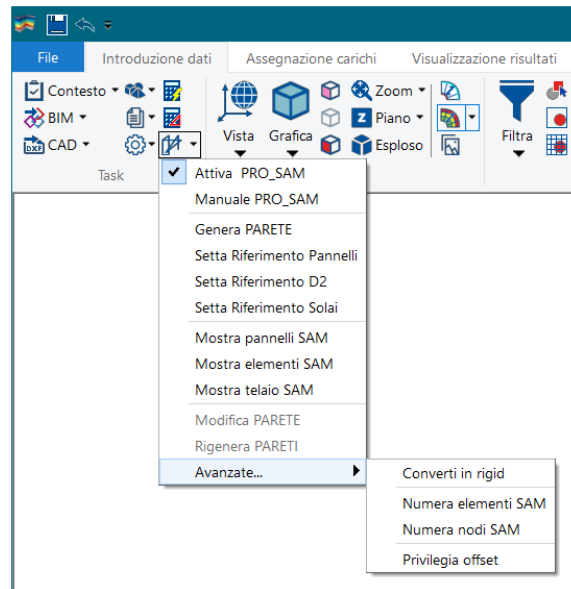 File Introduzione dati Assegnazione carichi Visualizzazione risultati
Contesto Zoom
BIM Vista Grafica Z Piano Filtra
DXF CAD Esploso
Task
Attiva PRO_SAM
Manuale PRO_SAM
Genera PARETE
Setta Riferimento Pannelli
Setta Riferimento D2
Setta Riferimento Solai
Mostra pannelli SAM
Mostra elementi SAM
Mostra telaio SAM
Modifica PARETE
Rigenera PARETI
Avanzate...
Converti in rigid
Numera elementi SAM
Numera nodi SAM
Privilegia offset